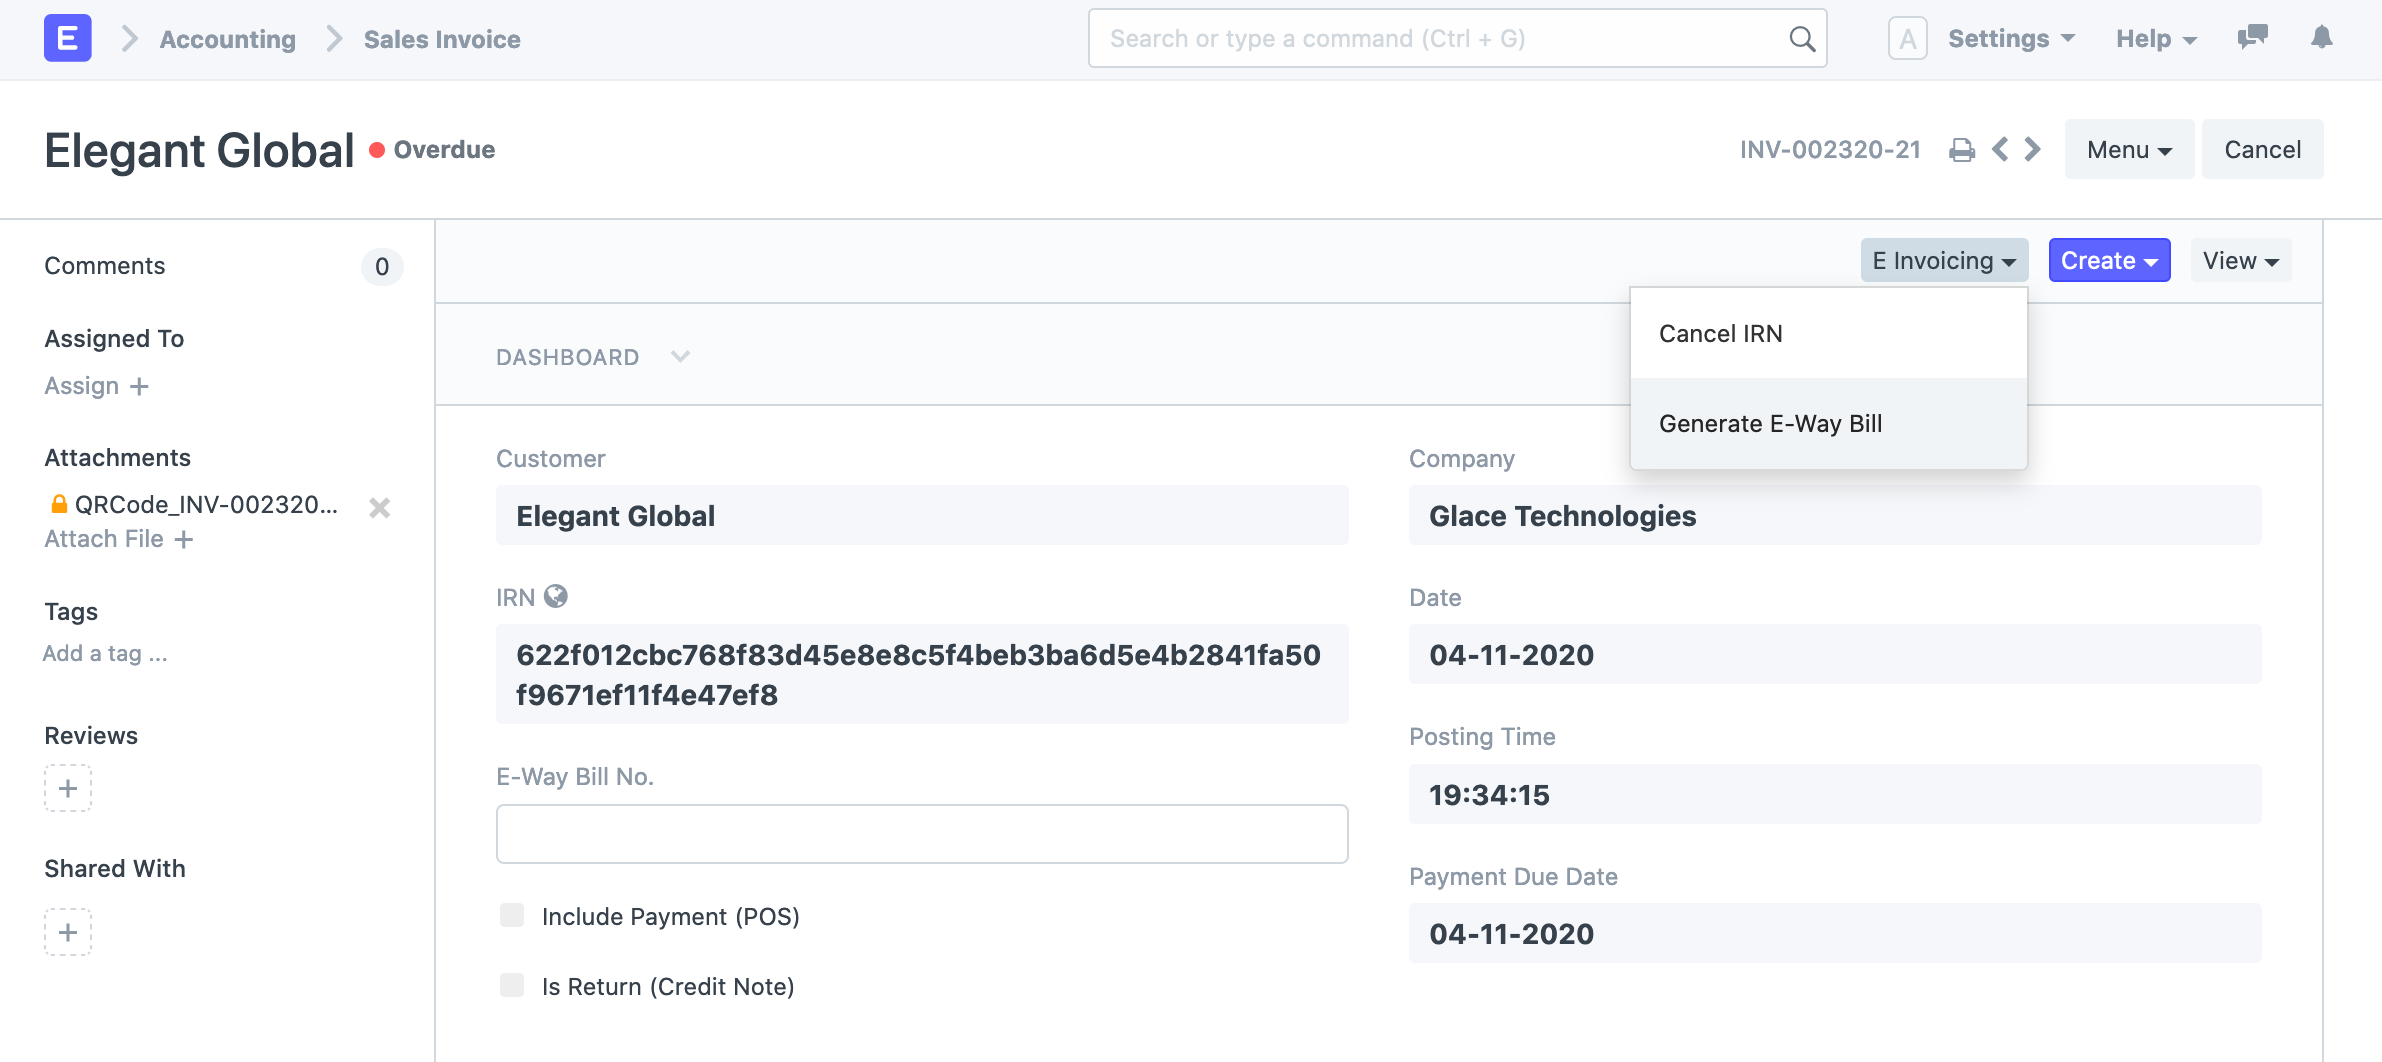 E
Accounting
Sales Invoice
Search or type a command (Ctrl + G)
A
Settings
Help
Elegant Global
Overdue
INV-002320-21
Menu
Cancel
Comments
0
Assigned To
Assign +
Attachments
QRCode_INV-002320...
Attach File +
Tags
Add a tag ...
Reviews
+
Shared With
+
E Invoicing
Create
View
Cancel IRN
Generate E-Way Bill
DASHBOARD
Customer
Elegant Global
IRN
622f012cbc768f83d45e8e8c5f4beb3ba6d5e4b2841fa50
f9671ef11f4e47ef8
E-Way Bill No.
Include Payment (POS)
Is Return (Credit Note)
Company
Glace Technologies
Date
04-11-2020
Posting Time
19:34:15
Payment Due Date
04-11-2020